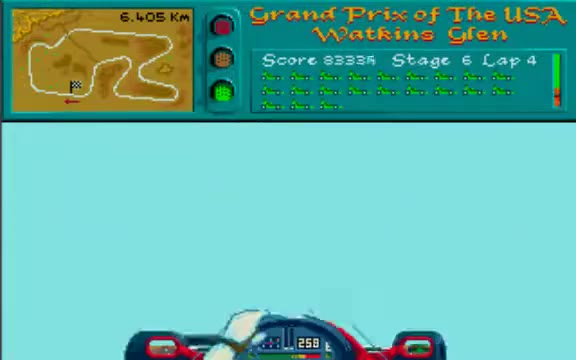 6.405 Km
Grand Prix of The USA
Watkins Glen
Score 83335 Stage 6 Lap 4
258